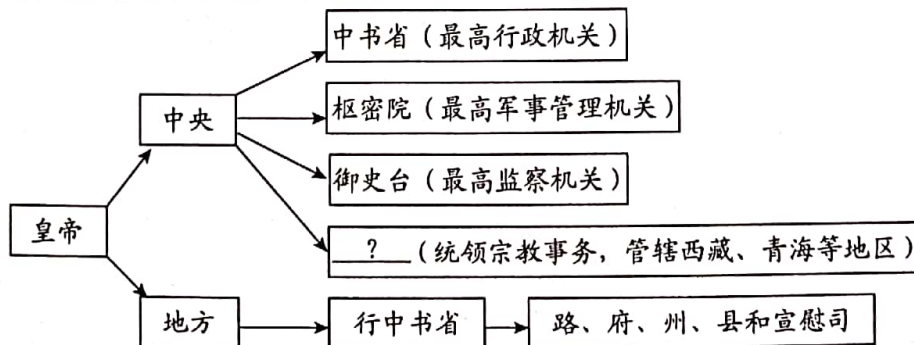 中书省（最高行政机关）
枢密院（最高军事管理机关）
中央
御史台（最高监察机关）
皇帝
？（统领宗教事务，管辖西藏、青海等地区）
地方
行中书省
路、府、州、县和宣慰司